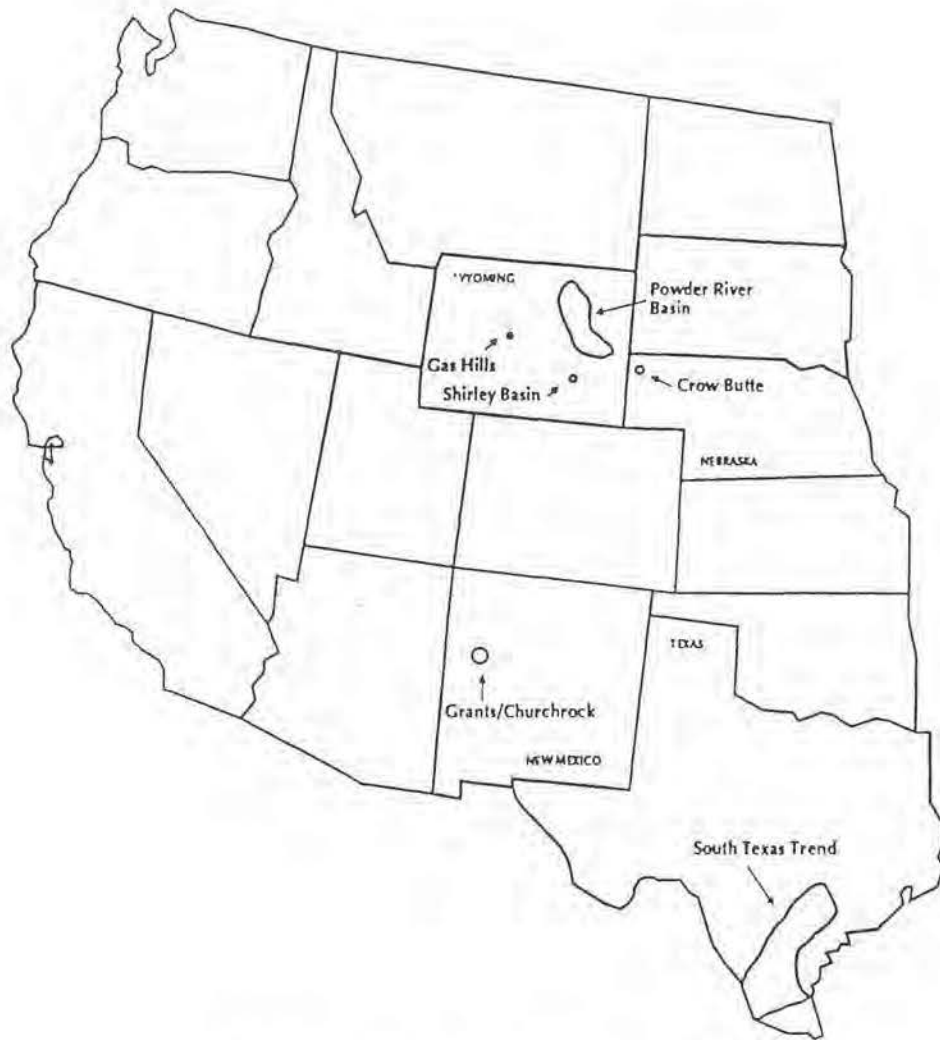 WYOMING
Powder River
Basin
Gas Hills
Shirley Basin
Crow Butte
NEBRASKA
TEXAS
Grants/Churchrock
NEW MEXICO
South Texas Trend